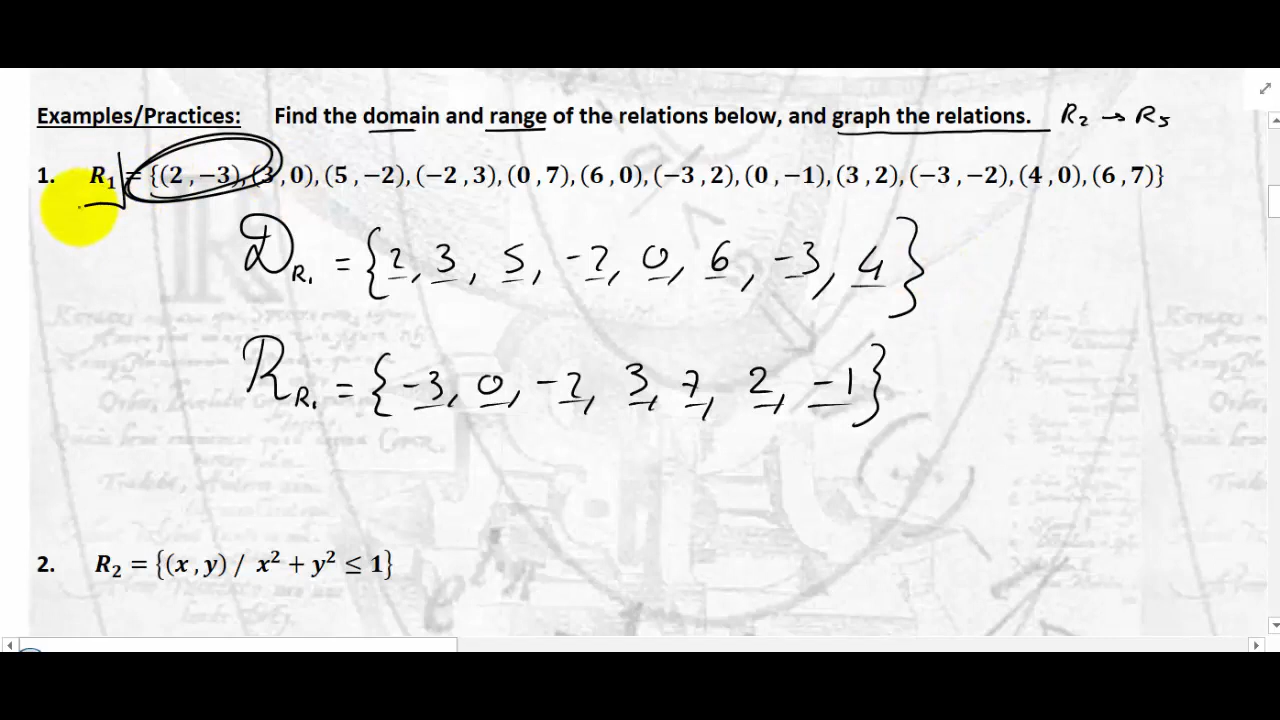 Examples/Practices: Find the domain and range of the relations below, and graph the relations. R₂ → R₅
1. R₁ = {(2 , −3), (3 , 0), (5 , −2), (−2 , 3), (0 , 7), (6 , 0), (−3 , 2), (0 , −1), (3 , 2), (−3 , −2), (4 , 0), (6 , 7)}
D R₁ = {2, 3, 5, -2, 0, 6, -3, 4}
R R₁ = {-3, 0, -2, 3, 7, 2, -1}
2. R₂ = {(x , y) / x² + y² ≤ 1}